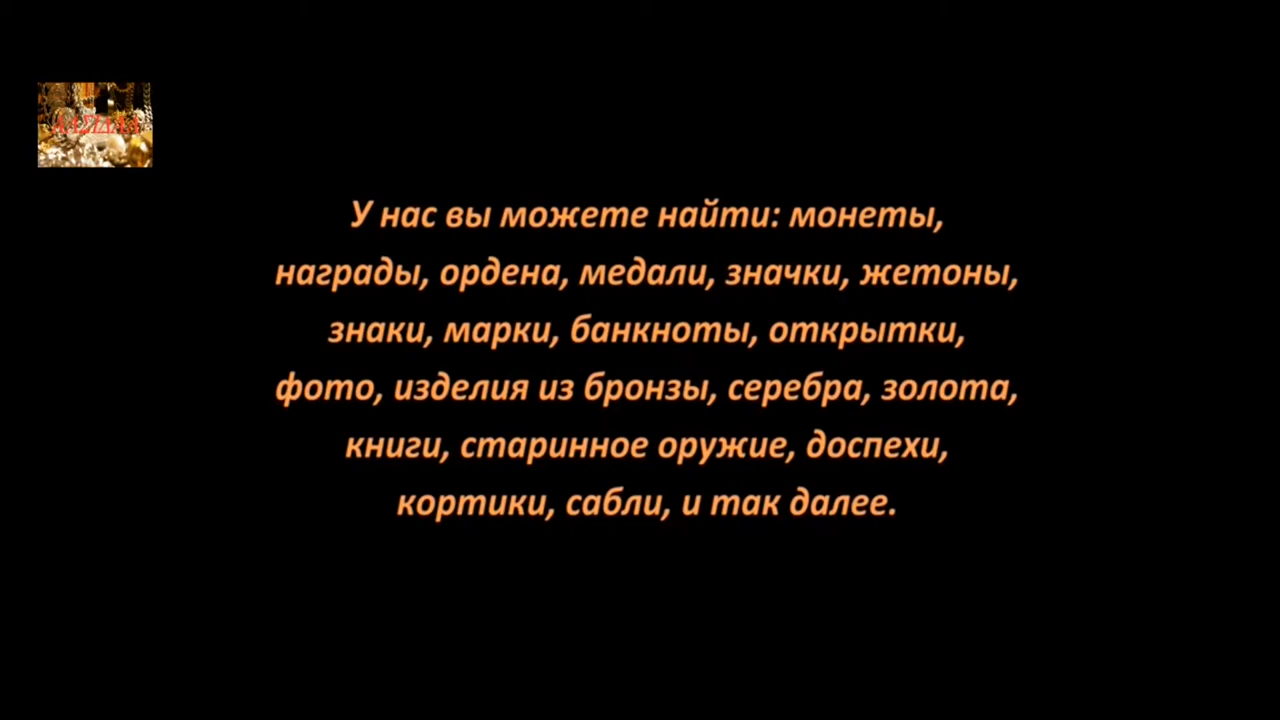 У нас вы можете найти: монеты,
награды, ордена, медали, значки, жетоны,
знаки, марки, банкноты, открытки,
фото, изделия из бронзы, серебра, золота,
книги, старинное оружие, доспехи,
кортики, сабли, и так далее.